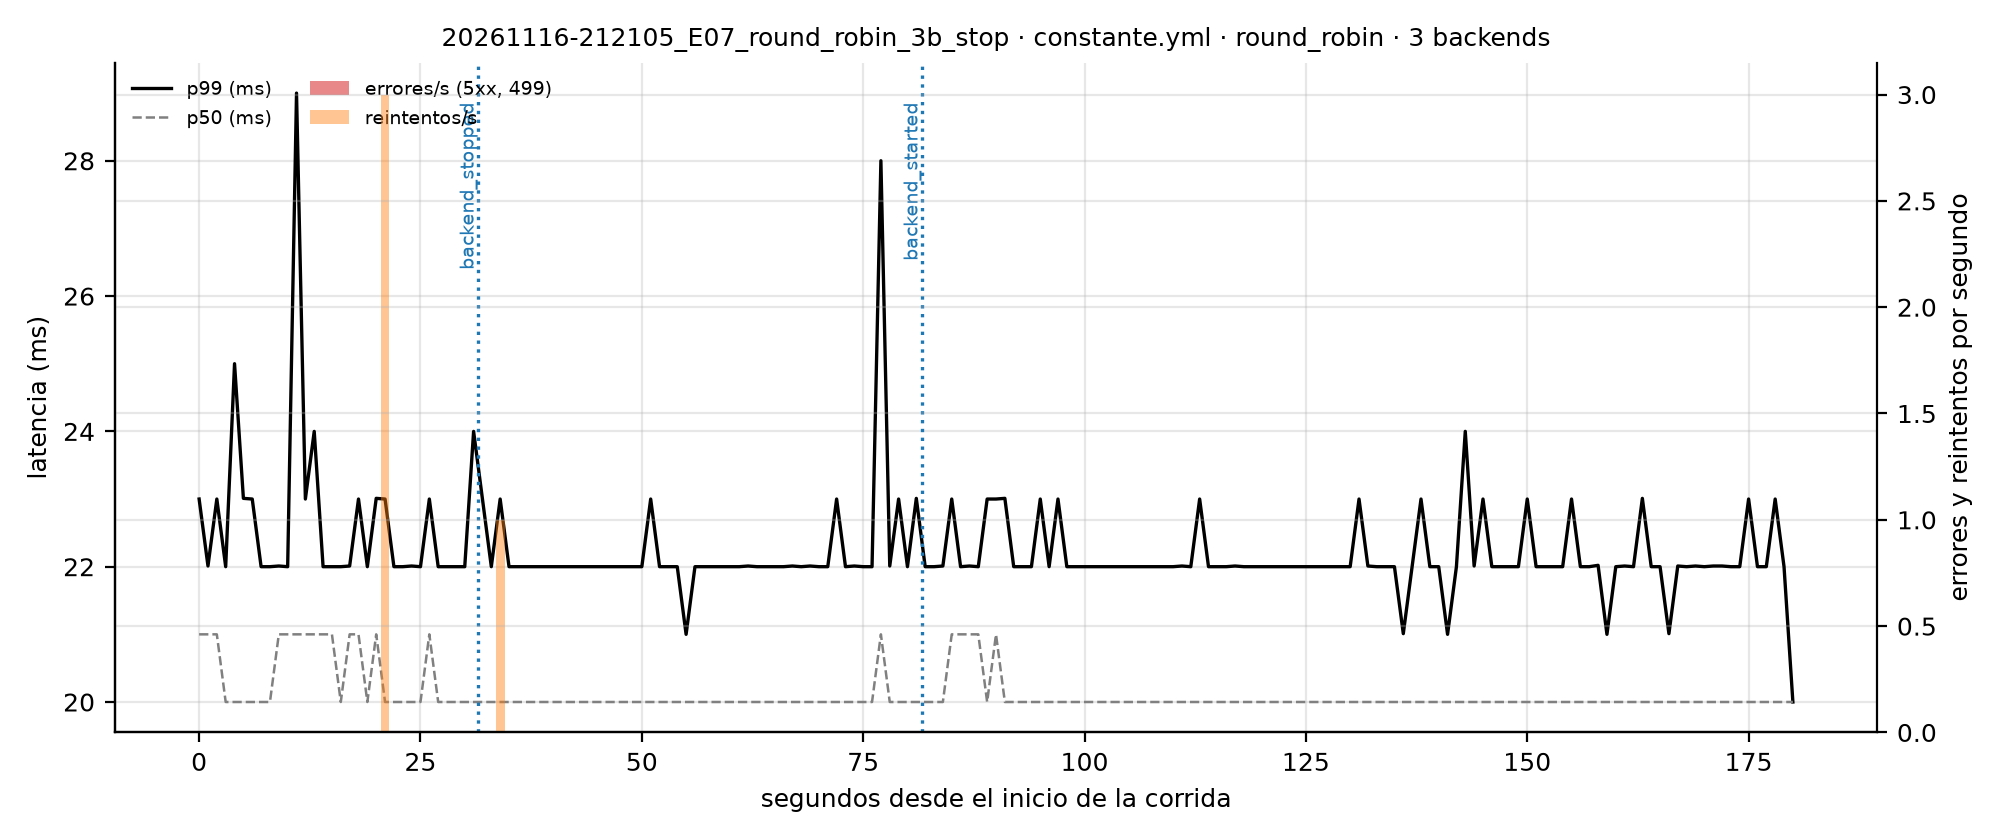 20261116-212105_E07_round_robin_3b_stop · constante.yml · round_robin · 3 backends
p99 (ms)
p50 (ms)
errores/s (5xx, 499)
reintentos/s
backend_stopped
backend_started
latencia (ms)
28
26
24
22
20
3.0
2.5
2.0
1.5
1.0
0.5
0.0
errores y reintentos por segundo
0
25
50
75
100
125
150
175
segundos desde el inicio de la corrida